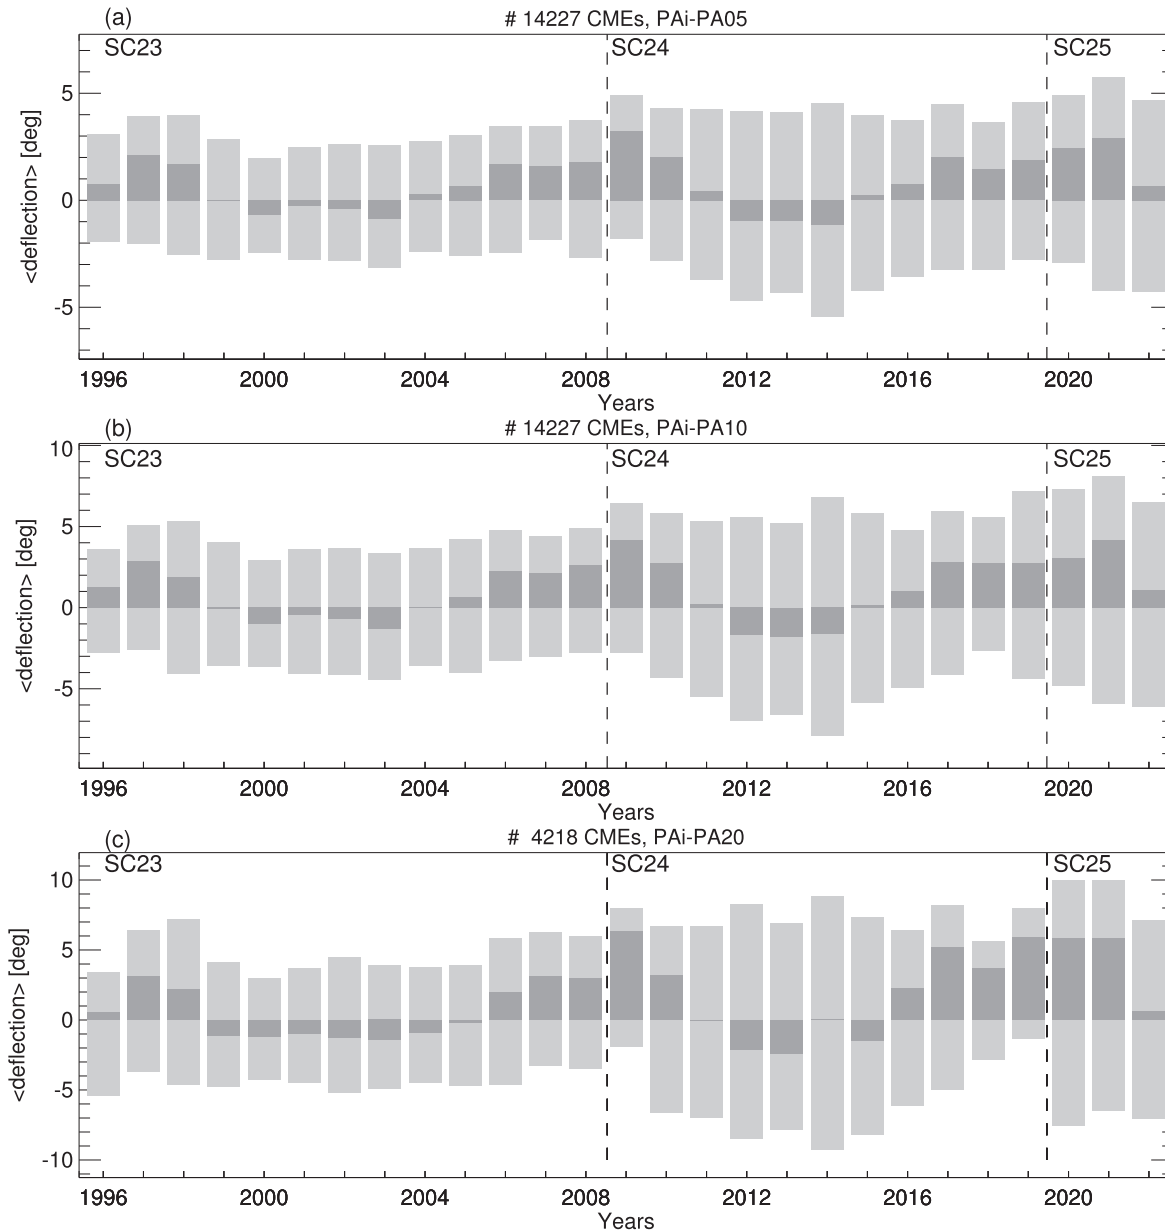 (a)
# 14227 CMEs, PAi-PA05
SC23 SC24 SC25
<deflection> [deg]
5
0
-5
1996 2000 2004 2008 2012 2016 2020
Years
(b)
# 14227 CMEs, PAi-PA10
SC23 SC24 SC25
<deflection> [deg]
10
5
0
-5
1996 2000 2004 2008 2012 2016 2020
Years
(c)
# 4218 CMEs, PAi-PA20
SC23 SC24 SC25
<deflection> [deg]
10
5
0
-5
-10
1996 2000 2004 2008 2012 2016 2020
Years